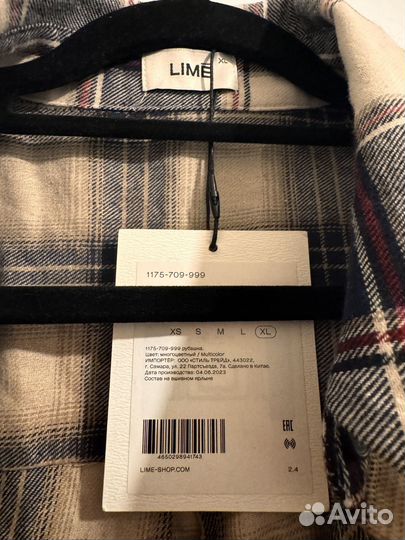 LIME
XL
1175-709-999
XS S M L XL
1175-709-999 рубашка.
Цвет: многоцветный / Multicolor
ИМПОРТЁР: ООО «СТИЛЬ ТРЕЙД», 443022,
г. Самара, ул. 22 Партсъезда, 7а. Сделано в Китае.
Дата производства: 04.06.2023
Состав на вшивном ярлыке
4650298941743
EAC
LIME-SHOP.COM
2.4
Avito